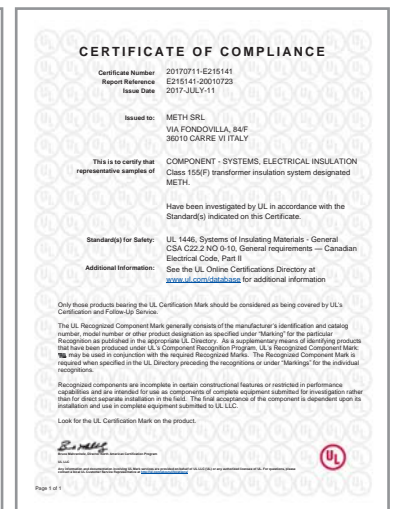 CERTIFICATE OF COMPLIANCE
Certificate Number 20170711-E215141
Report Reference E215141-20010723
Issue Date 2017-JULY-11
Issued to: METH SRL
VIA FONDOVILLA, 84/F
36010 CARRE VI ITALY
This is to certify that COMPONENT - SYSTEMS, ELECTRICAL INSULATION
representative samples of Class 155(F) transformer insulation system designated
METH.
Have been investigated by UL in accordance with the
Standard(s) indicated on this Certificate.
Standard(s) for Safety: UL 1446, Systems of Insulating Materials - General
CSA C22.2 NO 0-10, General requirements — Canadian
Electrical Code, Part II
Additional Information: See the UL Online Certifications Directory at
www.ul.com/database for additional information
Only those products bearing the UL Certification Mark should be considered as being covered by UL's
Certification and Follow-Up Service.
The UL Recognized Component Mark generally consists of the manufacturer's identification and catalog
number, model number or other product designation as specified under "Marking" for the particular
Recognition as published in the appropriate UL Directory. As a supplementary means of identifying products
that have been produced under UL's Component Recognition Program, UL's Recognized Component Mark:
may be used in conjunction with the required Recognized Marks. The Recognized Component Mark is
required when specified in the UL Directory preceding the recognitions or under "Markings" for the individual
recognitions.
Recognized components are incomplete in certain constructional features or restricted in performance
capabilities and are intended for use as components of complete equipment submitted for investigation rather
than for direct separate installation in the field. The final acceptance of the component is dependent upon its
installation and use in complete equipment submitted to UL LLC.
Look for the UL Certification Mark on the product.
UL LLC
UL
Page 1 of 1